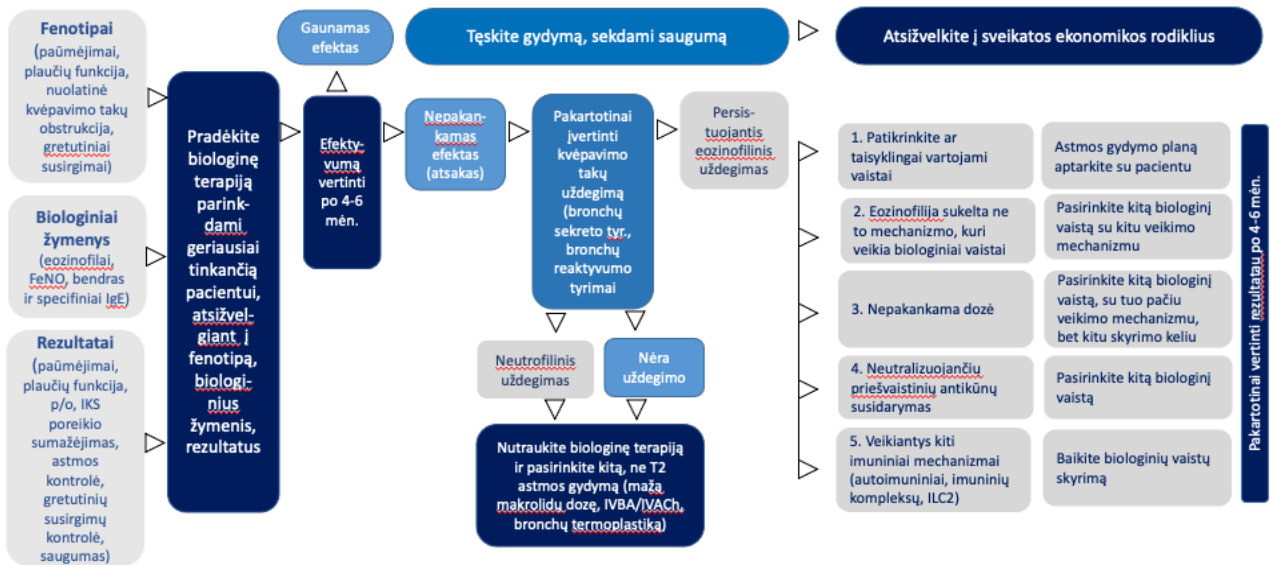 Fenotipai
(paūmėjimai,
plaučių funkcija,
nuolatinė
kvėpavimo takų
obstrukcija,
gretutiniai
susirgimai)
Biologiniai
žymenys
(eozinofilai,
FeNO, bendras
ir specifiniai IgE)
Rezultatai
(paūmėjimai,
plaučių funkcija,
p/o, IKS
poreikio
sumažėjimas,
astmos
kontrolė,
gretutinių
susirgimų
kontrolė,
saugumas)
Pradėkite
biologinę
terapiją
parink-
dami
geriausiai
tinkančią
pacientui,
atsižvel-
giant į
fenotipą,
biologi-
nius
žymenis,
rezultatus
Gaunamas
efektas
Efekty-
vumą
vertinti
po 4-6
mėn.
Tęskite gydymą, sekdami saugumą
Nepakan-
kamas
efektas
(atsakas)
Pakartotinai
įvertinti
kvėpavimo
takų
uždegimą
(bronchų
sekreto tyr.,
bronchų
reaktyvumo
tyrimai
Persis-
tuojantis
eozinofilinis
uždegimas
Neutrofilinis
uždegimas
Nėra
uždegimo
Nutraukite biologinę terapiją
ir pasirinkite kitą, ne T2
astmos gydymą (mažą
makrolidų dozę, IVBA/IVACh,
bronchų termoplastiką)
Atsižvelkite į sveikatos ekonomikos rodiklius
1. Patikrinkite ar
taisyklingai vartojami
vaistai
Astmos gydymo planą
aptarkite su pacientu
2. Eozinofilija sukelta ne
to mechanizmo, kuri
veikia biologiniai vaistai
Pasirinkite kitą biologinį
vaistą su kitu veikimo
mechanizmu
3. Nepakankama dozė
Pasirinkite kitą biologinį
vaistą, su tuo pačiu
veikimo mechanizmu,
bet kitu skyrimo keliu
4. Neutralizuojančių
priešvaistinių antikūnų
susidarymas
Pasirinkite kitą biologinį
vaistą
5. Veikiantys kiti
imuniniai mechanizmai
(autoimuniniai, imuninių
kompleksų, ILC2)
Baikite biologinių vaistų
skyrimą
Pakartotinai vertinti rezultatau po 4-6 mėn.